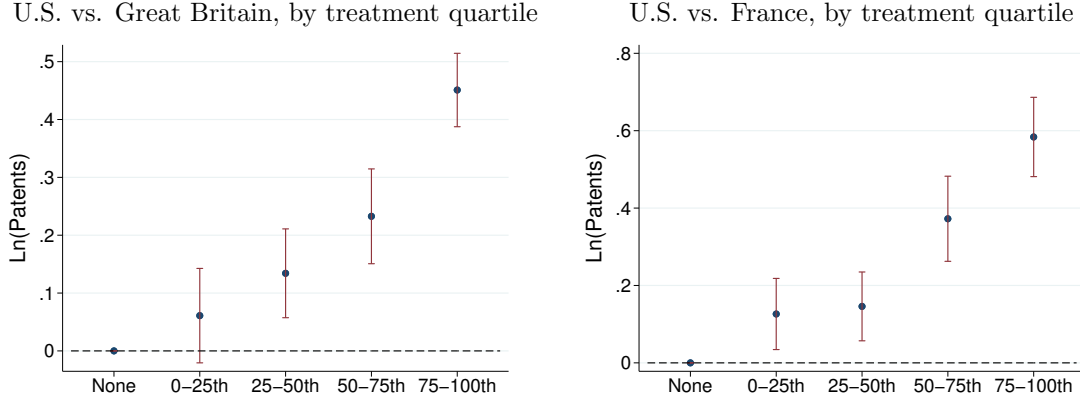 U.S. vs. Great Britain, by treatment quartile
Ln(Patents)
.5
.4
.3
.2
.1
0
None 0–25th 25–50th 50–75th 75–100th
U.S. vs. France, by treatment quartile
Ln(Patents)
.8
.6
.4
.2
0
None 0–25th 25–50th 50–75th 75–100th